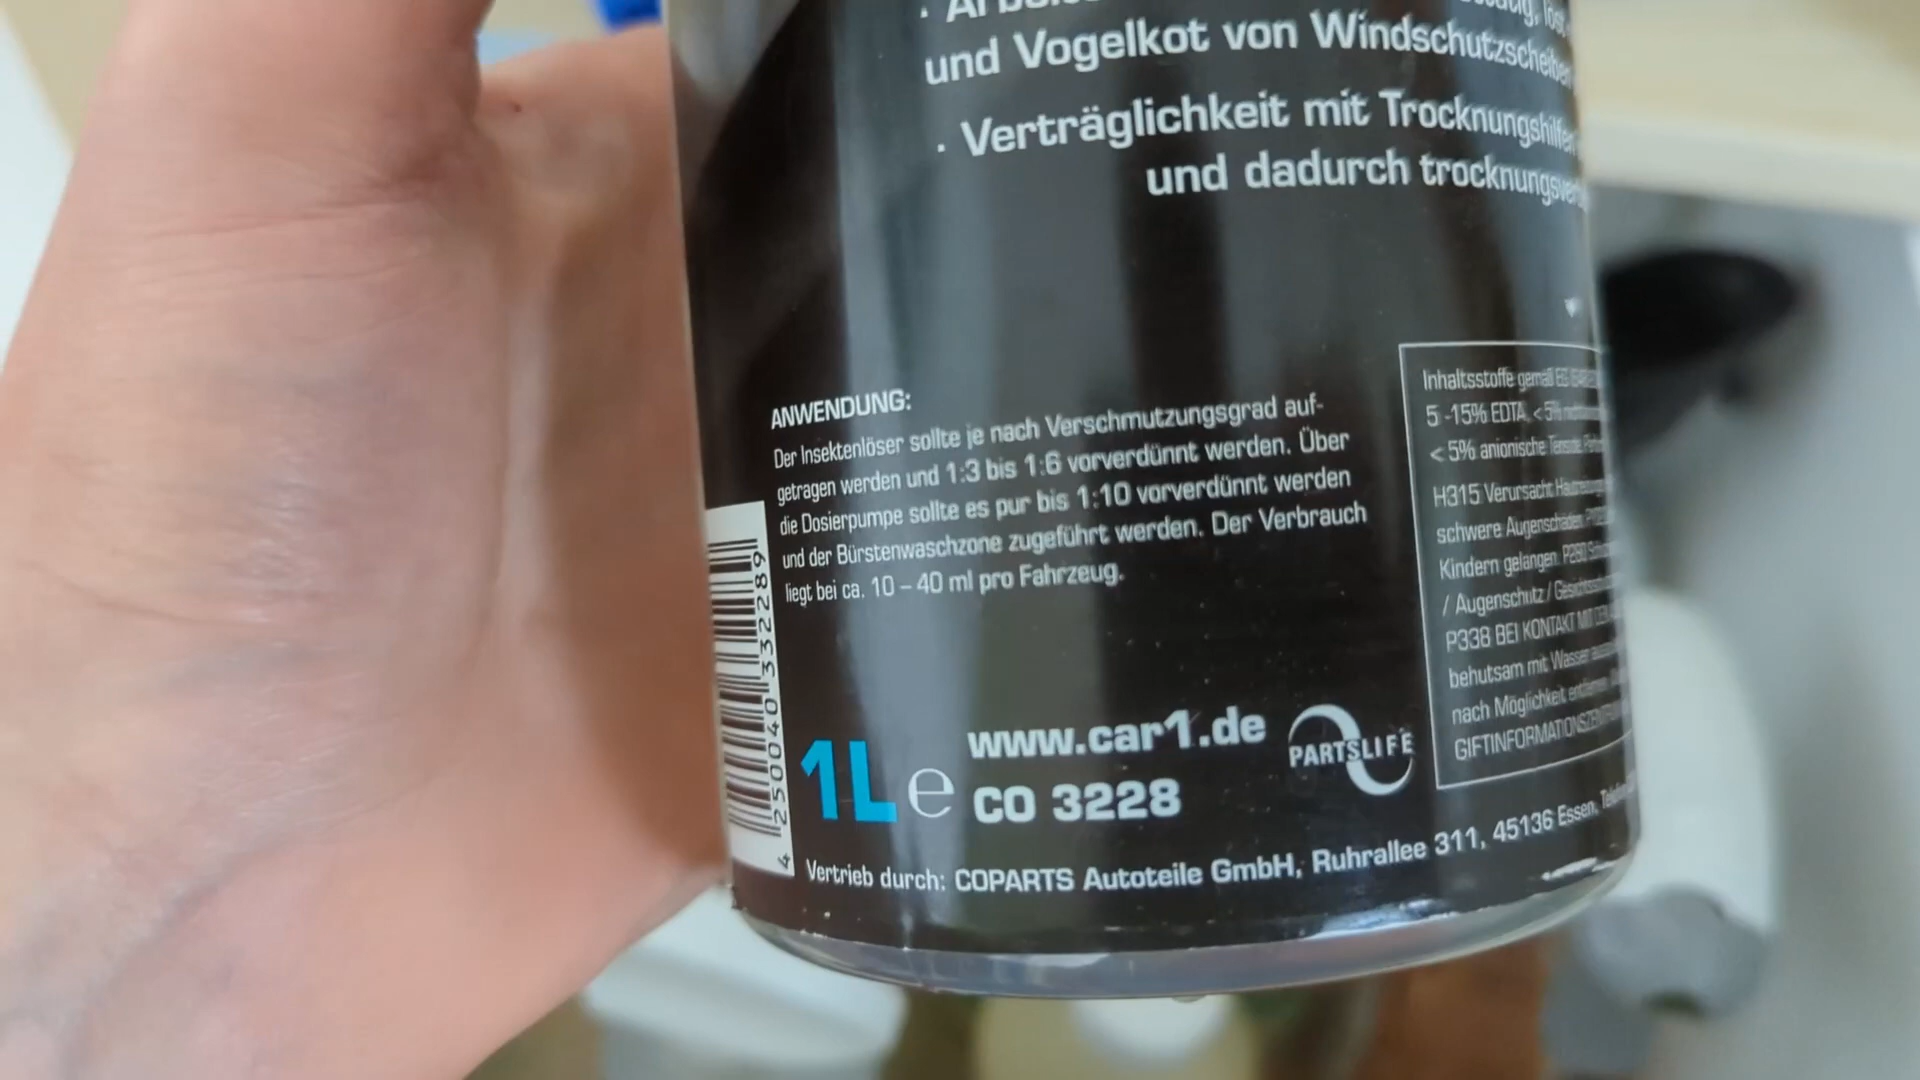 und Vogelkot von Windschutzscheiben
· Verträglichkeit mit Trocknungshilfen
und dadurch
ANWENDUNG:
Der Insektenlöser sollte je nach Verschmutzungsgrad auf-
getragen werden und 1:3 bis 1:6 vorverdünnt werden. Über
die Dosierpumpe sollte es pur bis 1:10 vorverdünnt werden
und der Bürstenwaschzone zugeführt werden. Der Verbrauch
liegt bei ca. 10 – 40 ml pro Fahrzeug.
Inhaltsstoffe gemäß EG
5 -15% EDTA, < 5%
< 5% anionische Tenside,
H315 Verursacht
schwere Augenschäden.
Kindern gelangen. P280
/ Augenschutz /
P338 BEI KONTAKT MIT DEN
behutsam mit Wasser
nach Möglichkeit entfernen.
GIFTINFORMATIONSZENTRUM
4 250040 332289
1L e
www.car1.de
CO 3228
PARTSLIFE
Vertrieb durch: COPARTS Autoteile GmbH, Ruhrallee 311, 45136 Essen,